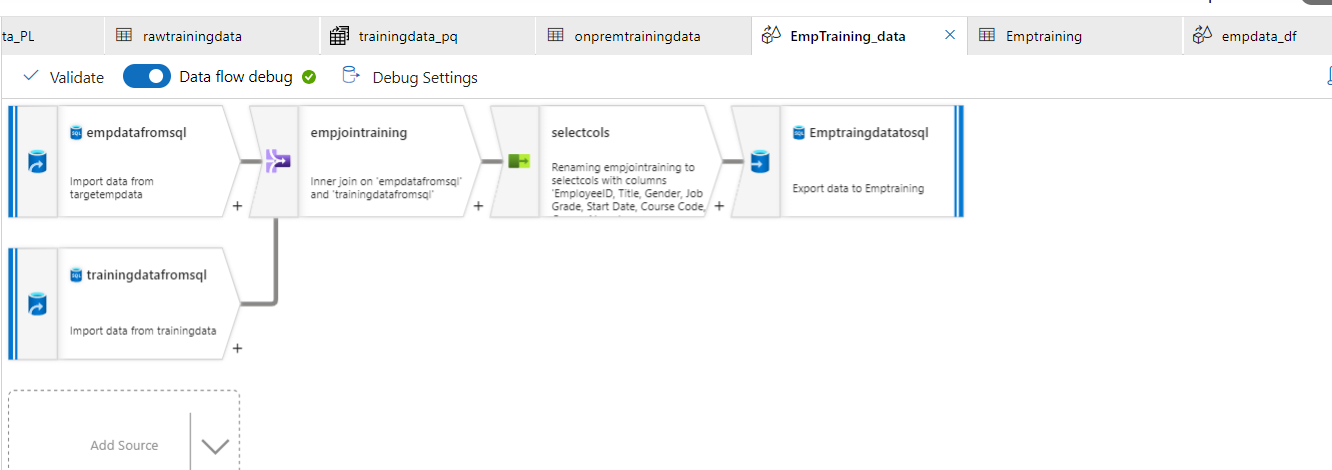 ta_PL
rawtrainingdata
trainingdata_pq
onpremtrainingdata
EmpTraining_data
Emptraining
empdata_df
Validate
Data flow debug
Debug Settings
empdatafromsql
Import data from
targetempdata
+
empjointraining
Inner join on 'empdatafromsql'
and 'trainingdatafromsql'
+
selectcols
Renaming empjointraining to
selectcols with columns
'EmployeeID, Title, Gender, Job
Grade, Start Date, Course Code,
+
SQL
Emptraingdatatosql
Export data to Emptraining
trainingdatafromsql
Import data from trainingdata
+
Add Source